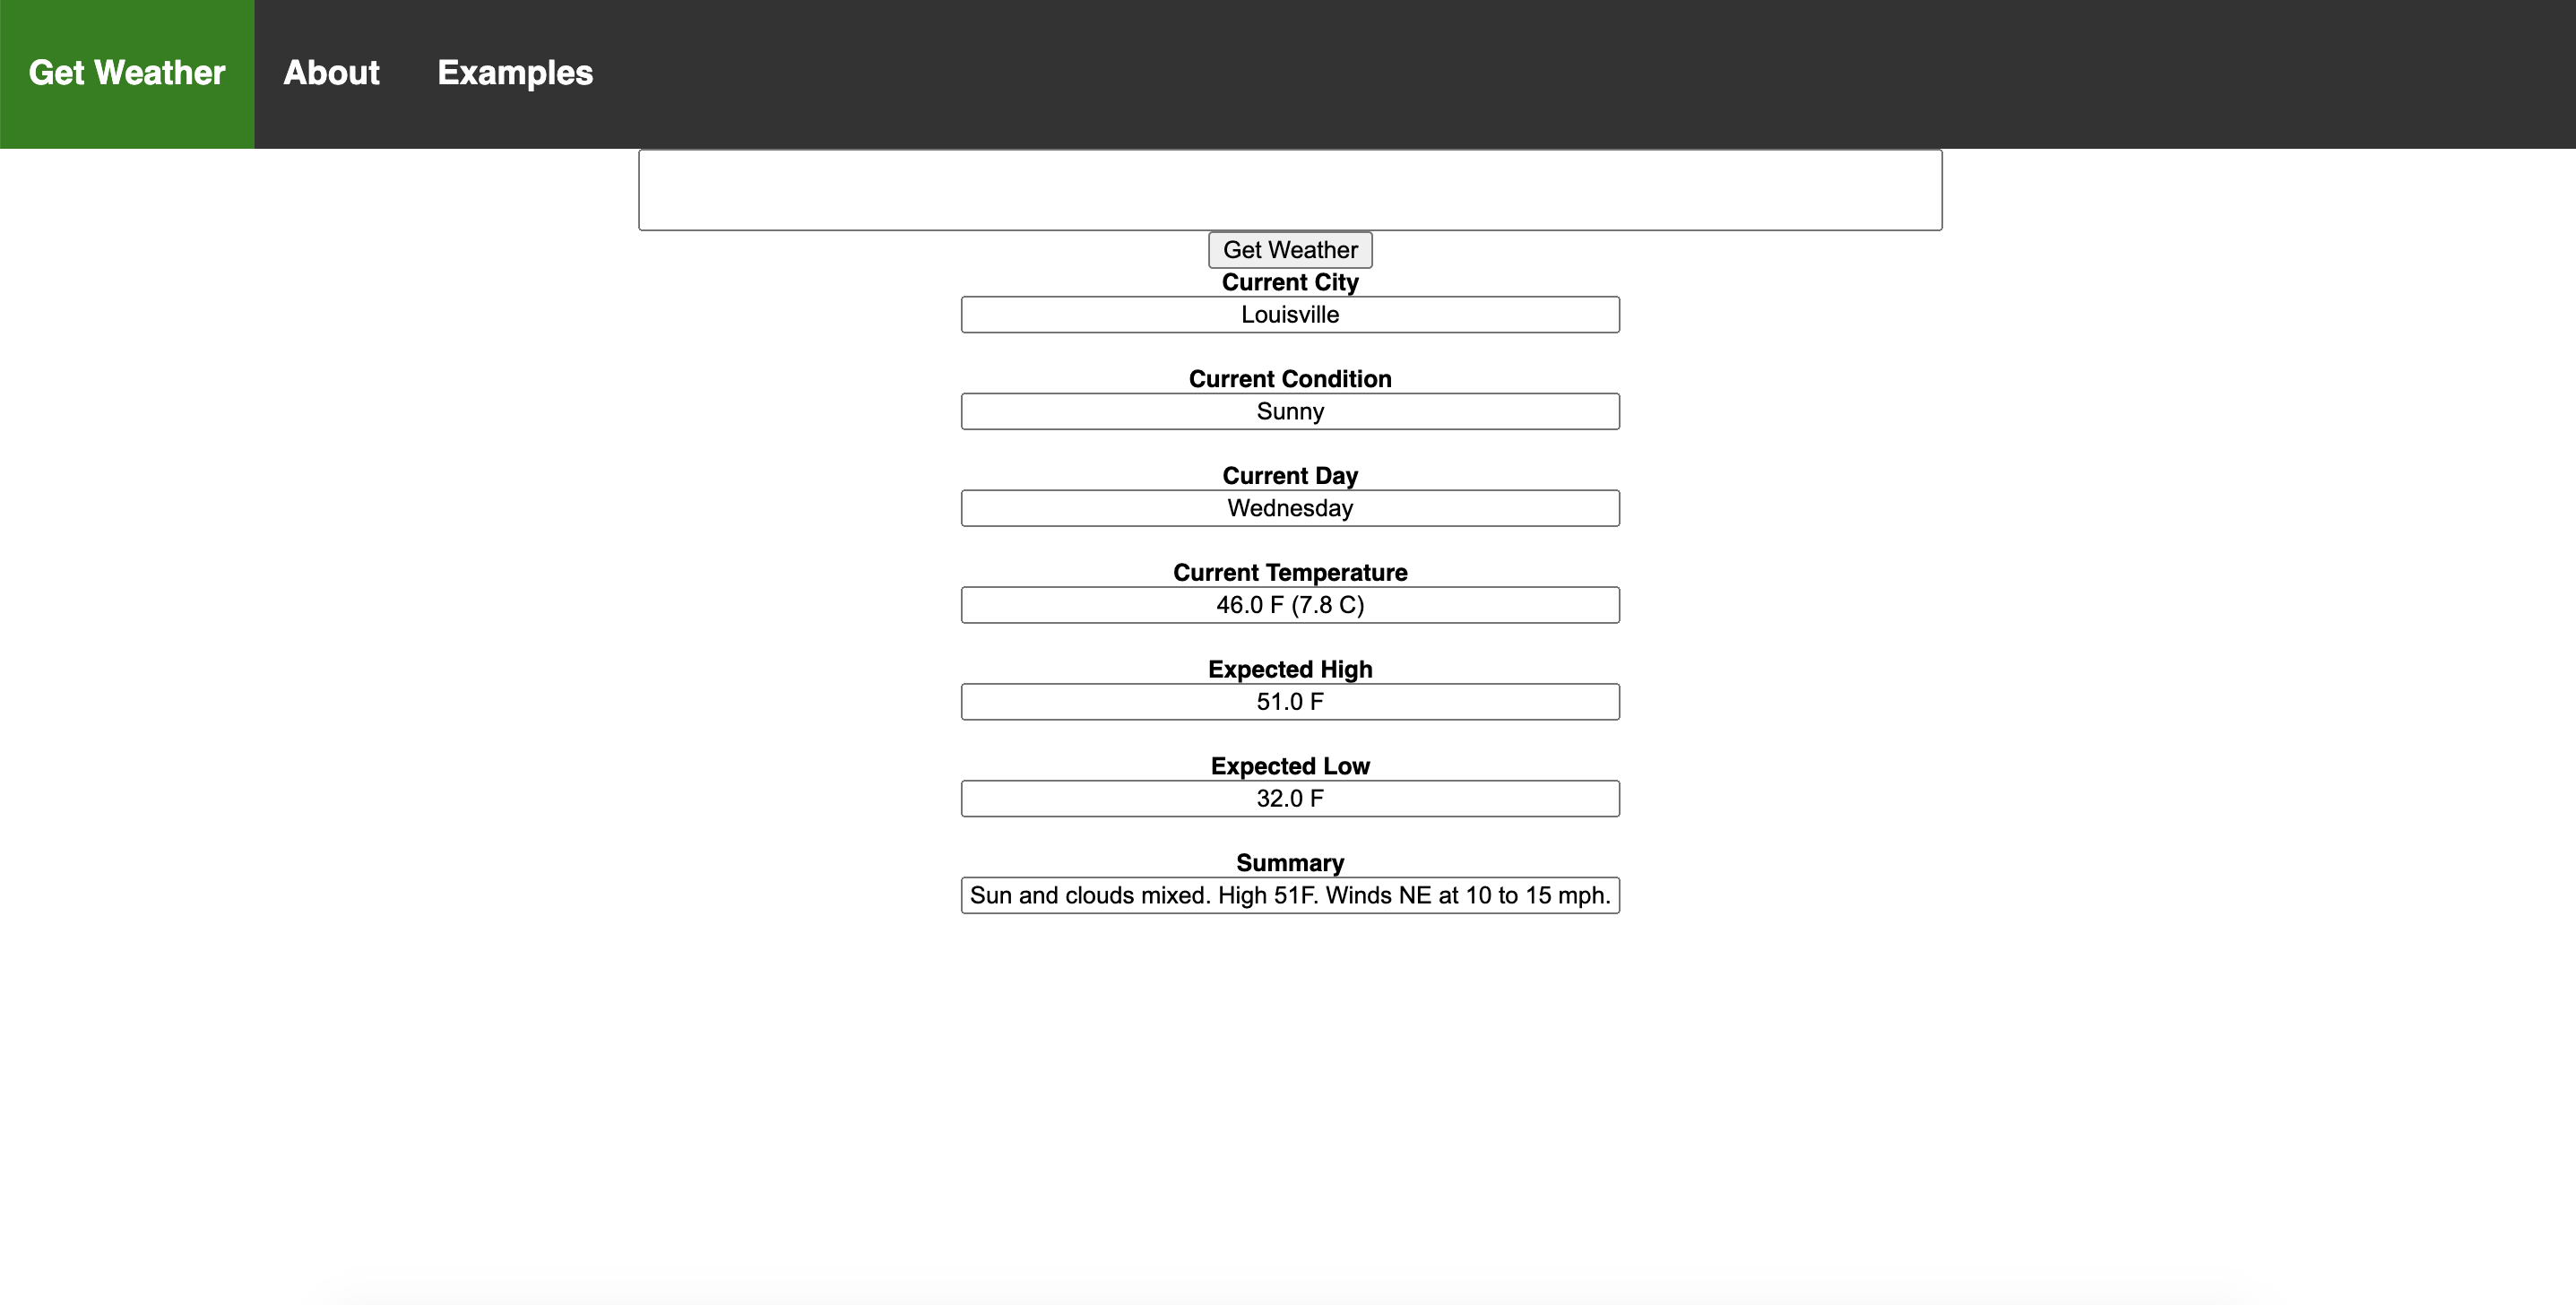 Get Weather About Examples
Get Weather
Current City
Louisville
Current Condition
Sunny
Current Day
Wednesday
Current Temperature
46.0 F (7.8 C)
Expected High
51.0 F
Expected Low
32.0 F
Summary
Sun and clouds mixed. High 51F. Winds NE at 10 to 15 mph.